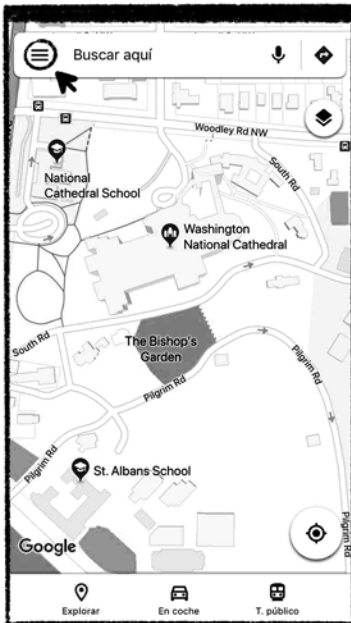 Buscar aquí
Woodley Rd NW
South Rd
National
Cathedral School
Washington
National Cathedral
South Rd
The Bishop's
Garden
Pilgrim Rd
Pilgrim Rd
Pilgrim Rd
St. Albans School
Pilgrim Rd
Google
Explorar
En coche
T. público